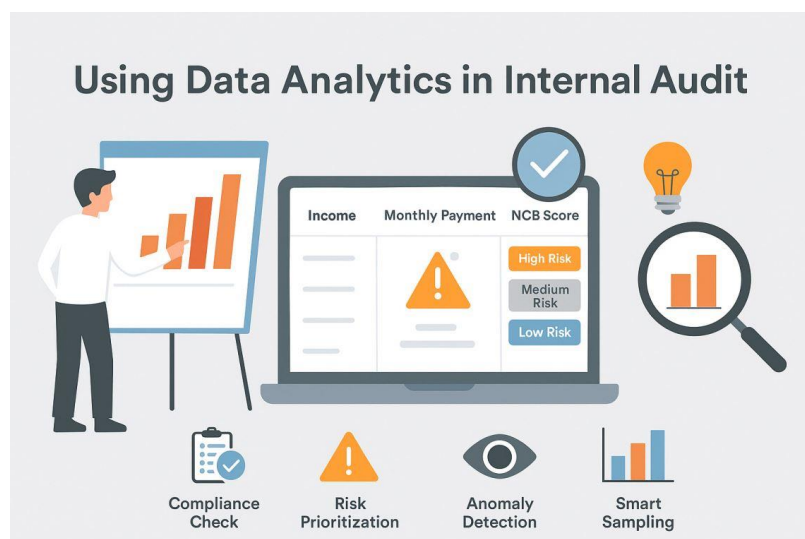 Using Data Analytics in Internal Audit
Income
Monthly Payment
NCB Score
High Risk
Medium
Risk
Low Risk
Compliance
Check
Risk
Prioritization
Anomaly
Detection
Smart
Sampling